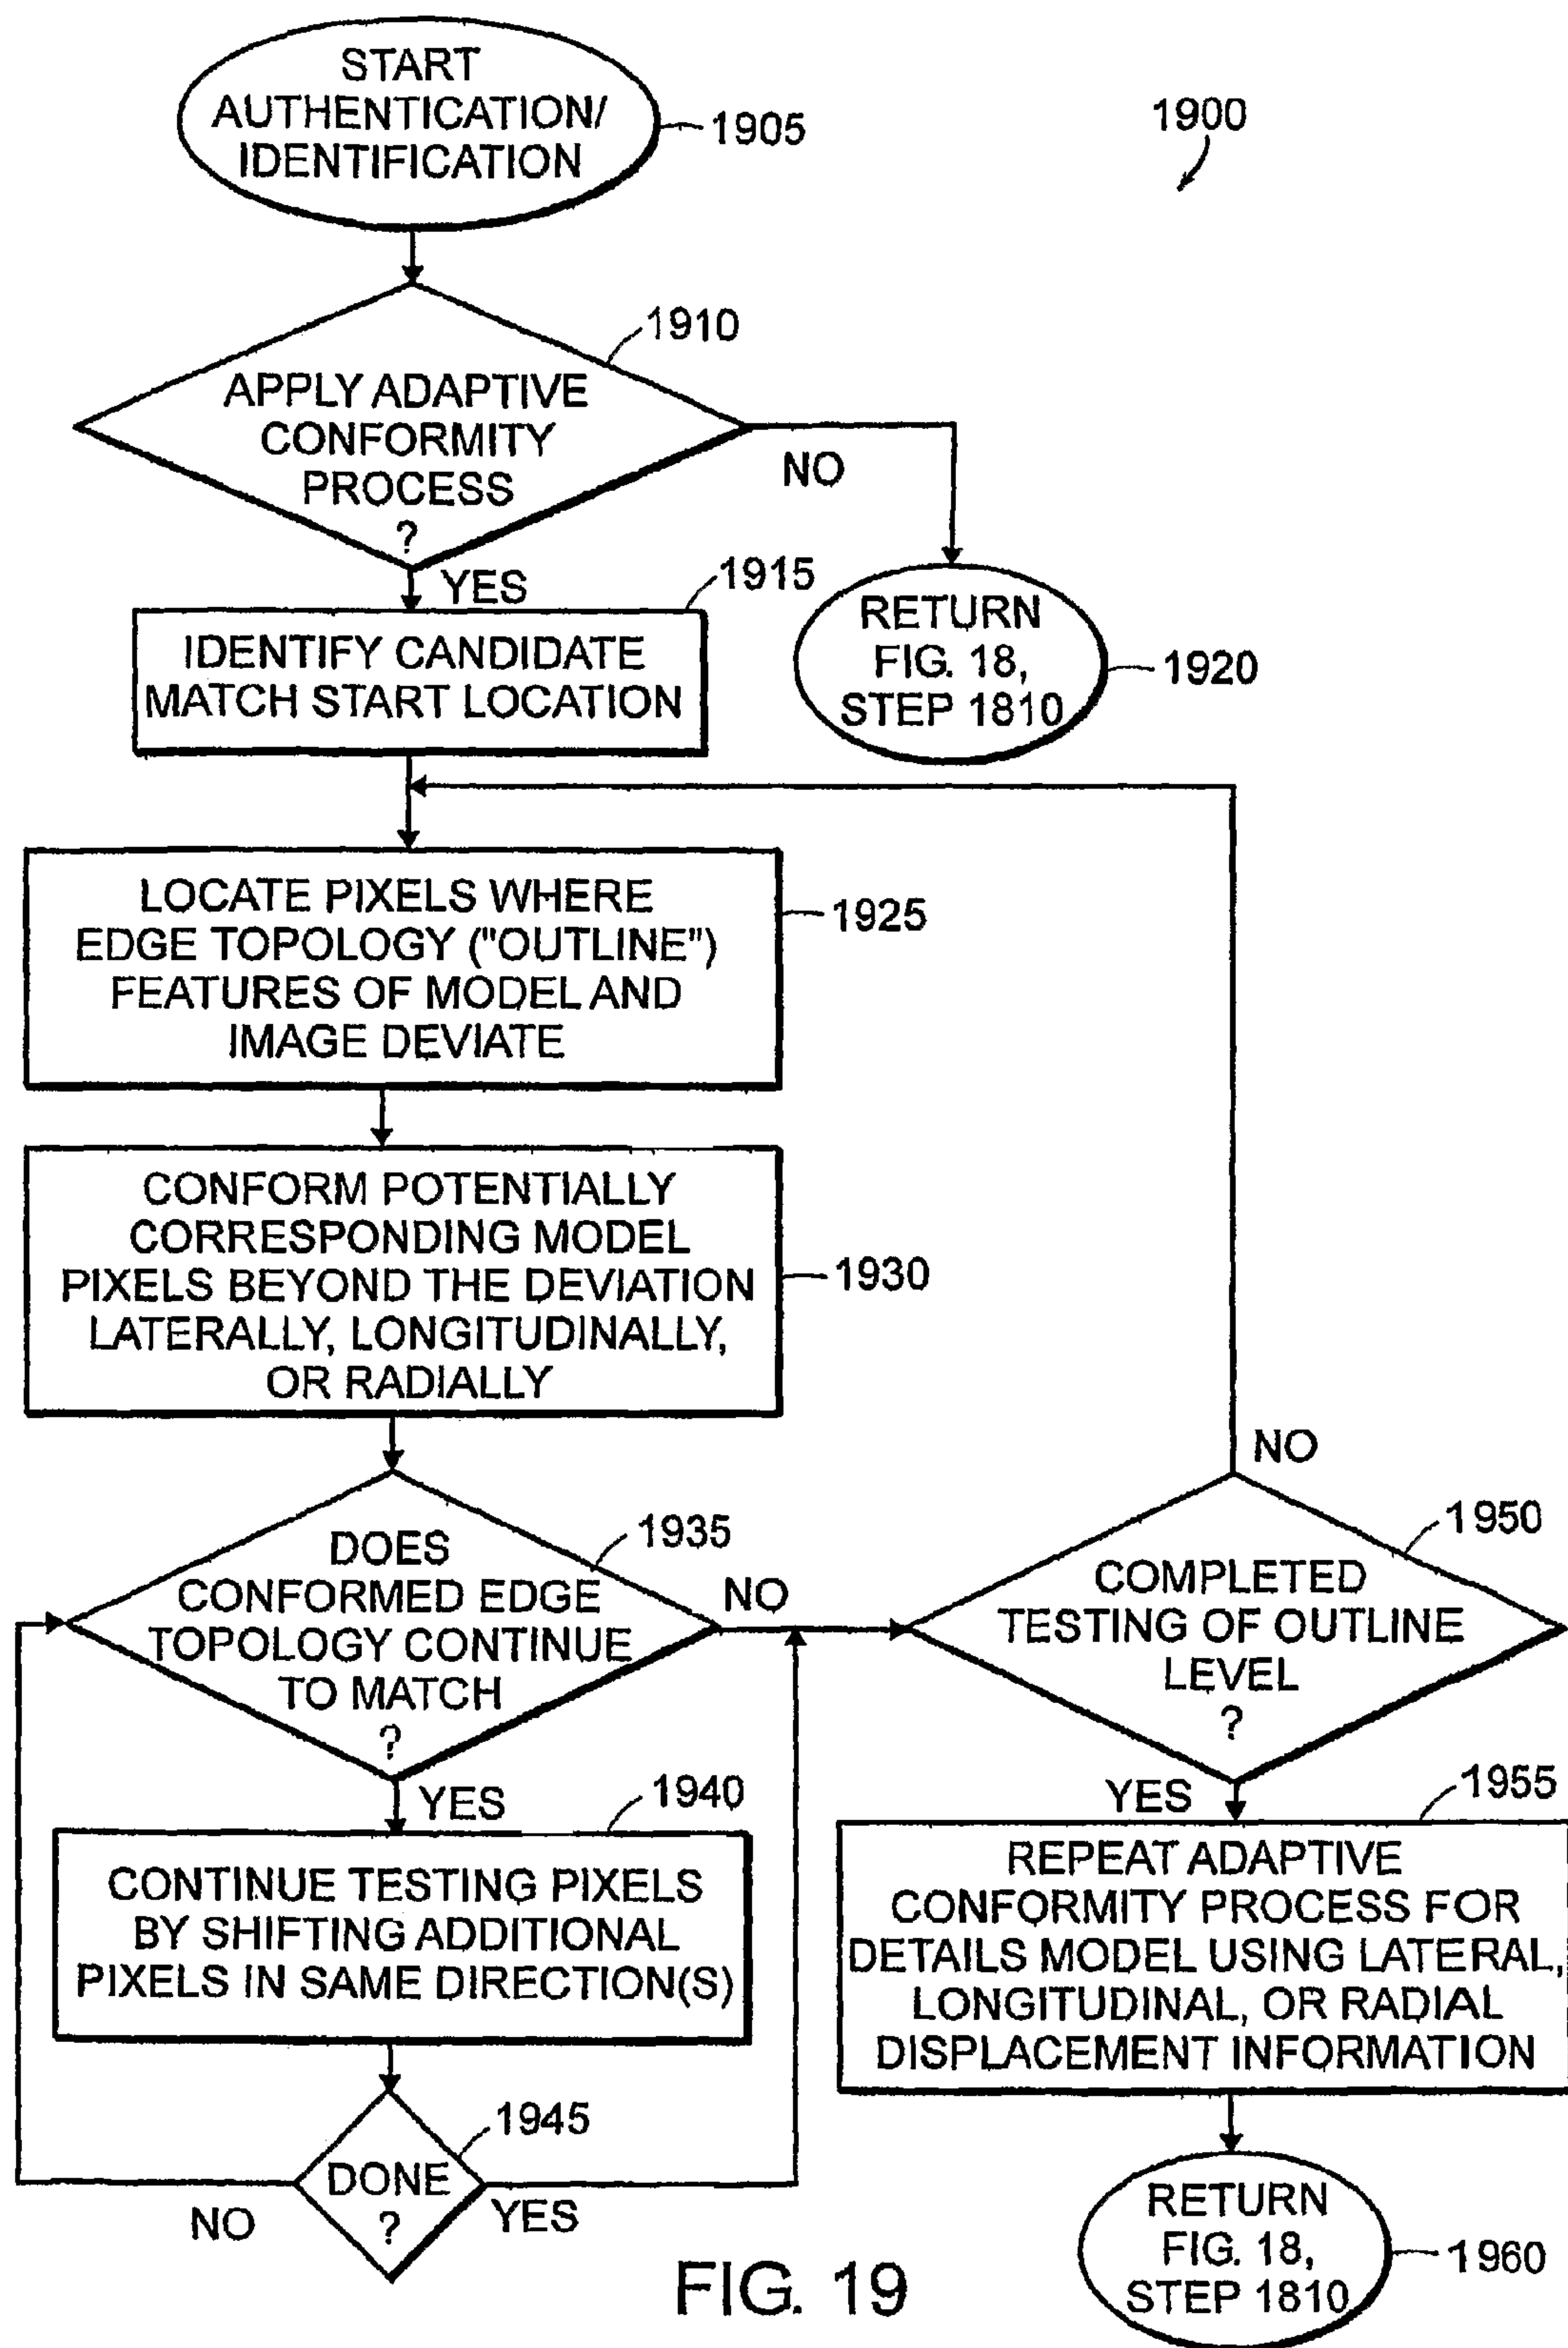 START
AUTHENTICATION/
IDENTIFICATION
1905
1900
1910
APPLY ADAPTIVE
CONFORMITY
PROCESS
?
NO
YES
1915
IDENTIFY CANDIDATE
MATCH START LOCATION
RETURN
FIG. 18,
STEP 1810
1920
LOCATE PIXELS WHERE
EDGE TOPOLOGY ("OUTLINE")
FEATURES OF MODEL AND
IMAGE DEVIATE
1925
CONFORM POTENTIALLY
CORRESPONDING MODEL
PIXELS BEYOND THE DEVIATION
LATERALLY, LONGITUDINALLY,
OR RADIALLY
1930
DOES
CONFORMED EDGE
TOPOLOGY CONTINUE
TO MATCH
?
1935
NO
YES
1940
CONTINUE TESTING PIXELS
BY SHIFTING ADDITIONAL
PIXELS IN SAME DIRECTION(S)
1945
DONE
?
NO
YES
NO
1950
COMPLETED
TESTING OF OUTLINE
LEVEL
?
YES
1955
REPEAT ADAPTIVE
CONFORMITY PROCESS FOR
DETAILS MODEL USING LATERAL,
LONGITUDINAL, OR RADIAL
DISPLACEMENT INFORMATION
RETURN
FIG. 18,
STEP 1810
1960
FIG. 19